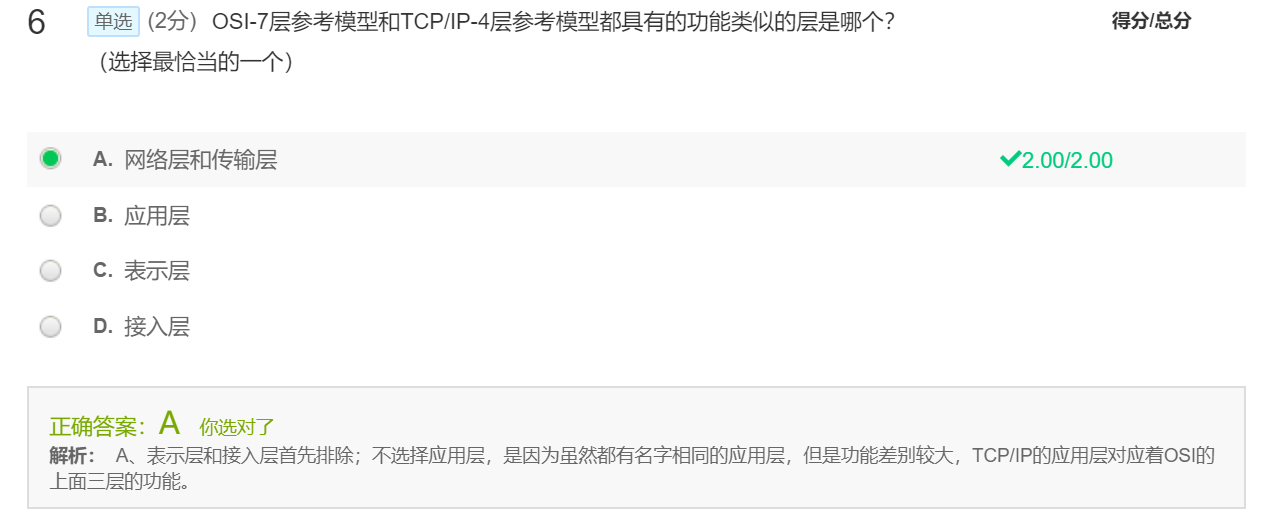 6 单选 (2分) OSI-7层参考模型和TCP/IP-4层参考模型都具有的功能类似的层是哪个? 得分/总分
（选择最恰当的一个）
A. 网络层和传输层 2.00/2.00
B. 应用层
C. 表示层
D. 接入层
正确答案：A 你选对了
解析： A、表示层和接入层首先排除；不选择应用层，是因为虽然都有名字相同的应用层，但是功能差别较大，TCP/IP的应用层对应着OSI的
上面三层的功能。